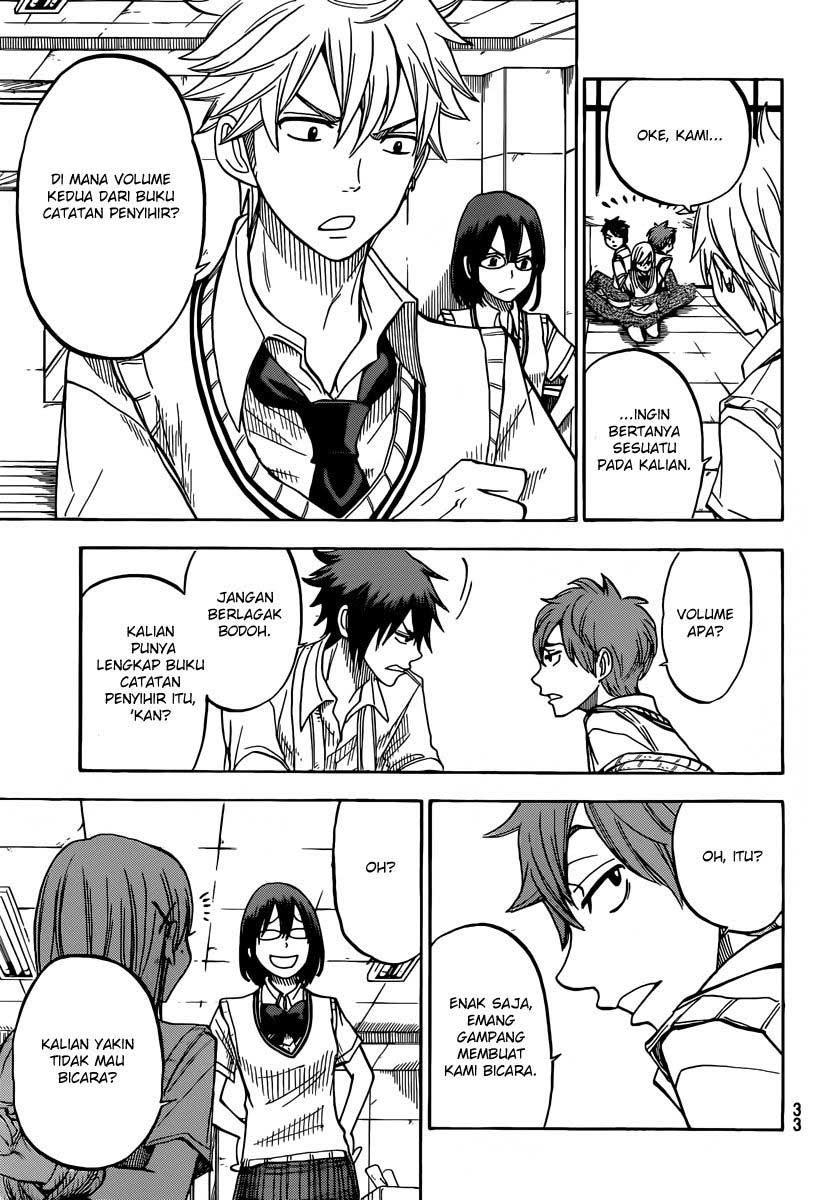 OKE, KAMI...
...INGIN
BERTANYA
SESUATU
PADA KALIAN.
DI MANA VOLUME
KEDUA DARI BUKU
CATATAN PENYIHIR?
VOLUME
APA?
JANGAN
BERLAGAK
BODOH.
KALIAN
PUNYA
LENGKAP BUKU
CATATAN
PENYIHIR ITU,
'KAN?
OH, ITU?
ENAK SAJA,
EMANG
GAMPANG
MEMBUAT
KAMI BICARA.
OH?
KALIAN YAKIN
TIDAK MAU
BICARA?
33